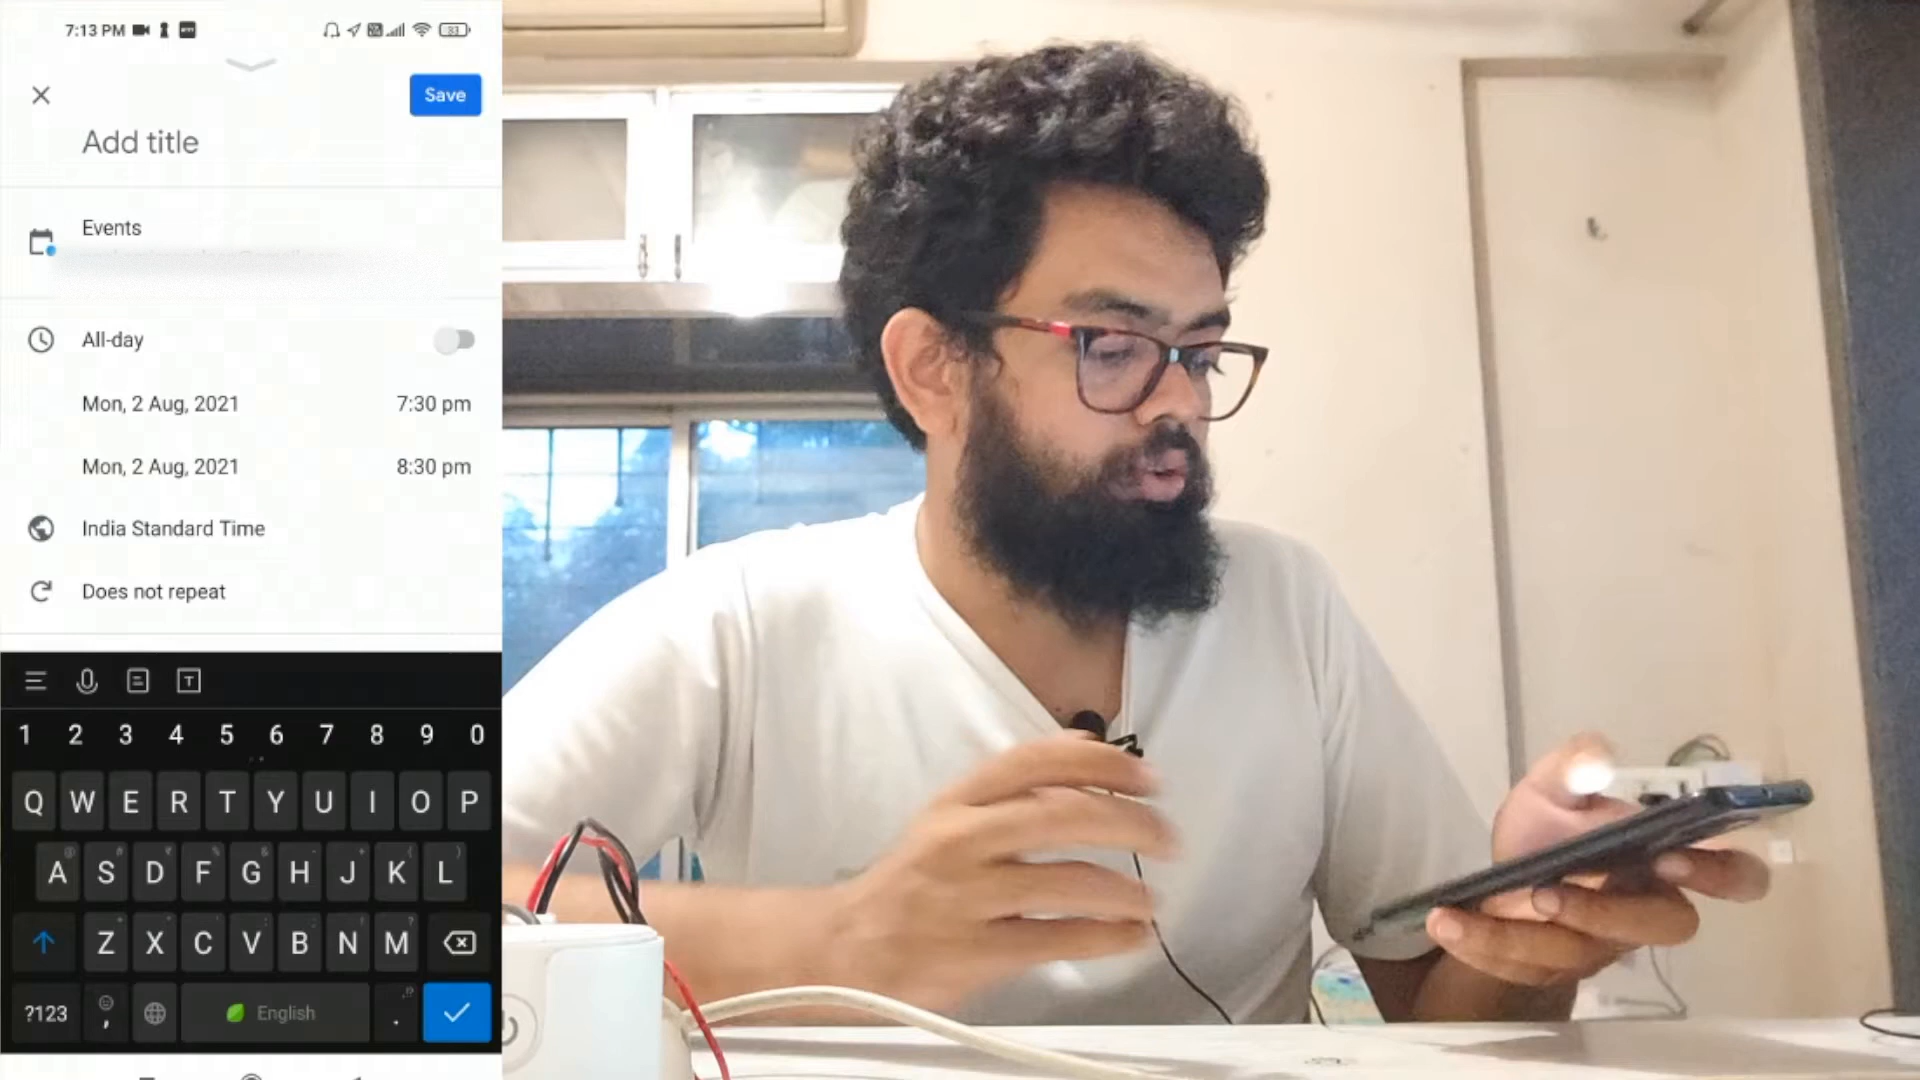 7:13 PM
33
Save
Add title
Events
All-day
Mon, 2 Aug, 2021 7:30 pm
Mon, 2 Aug, 2021 8:30 pm
India Standard Time
Does not repeat
1 2 3 4 5 6 7 8 9 0
Q W E R T Y U I O P
A S D F G H J K L
Z X C V B N M
?123 , English .